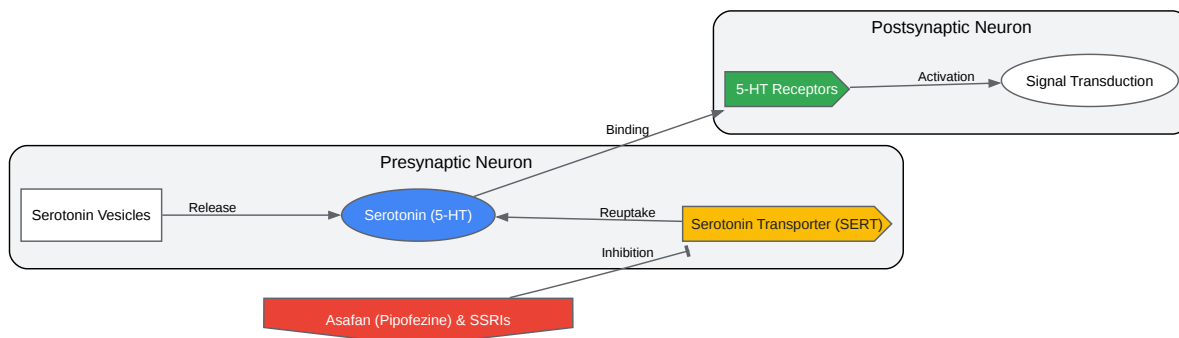 Postsynaptic Neuron
5-HT Receptors
Activation
Signal Transduction
Binding
Presynaptic Neuron
Serotonin Vesicles
Release
Serotonin (5-HT)
Reuptake
Serotonin Transporter (SERT)
Inhibition
Asafan (Pipofezine) & SSRIs